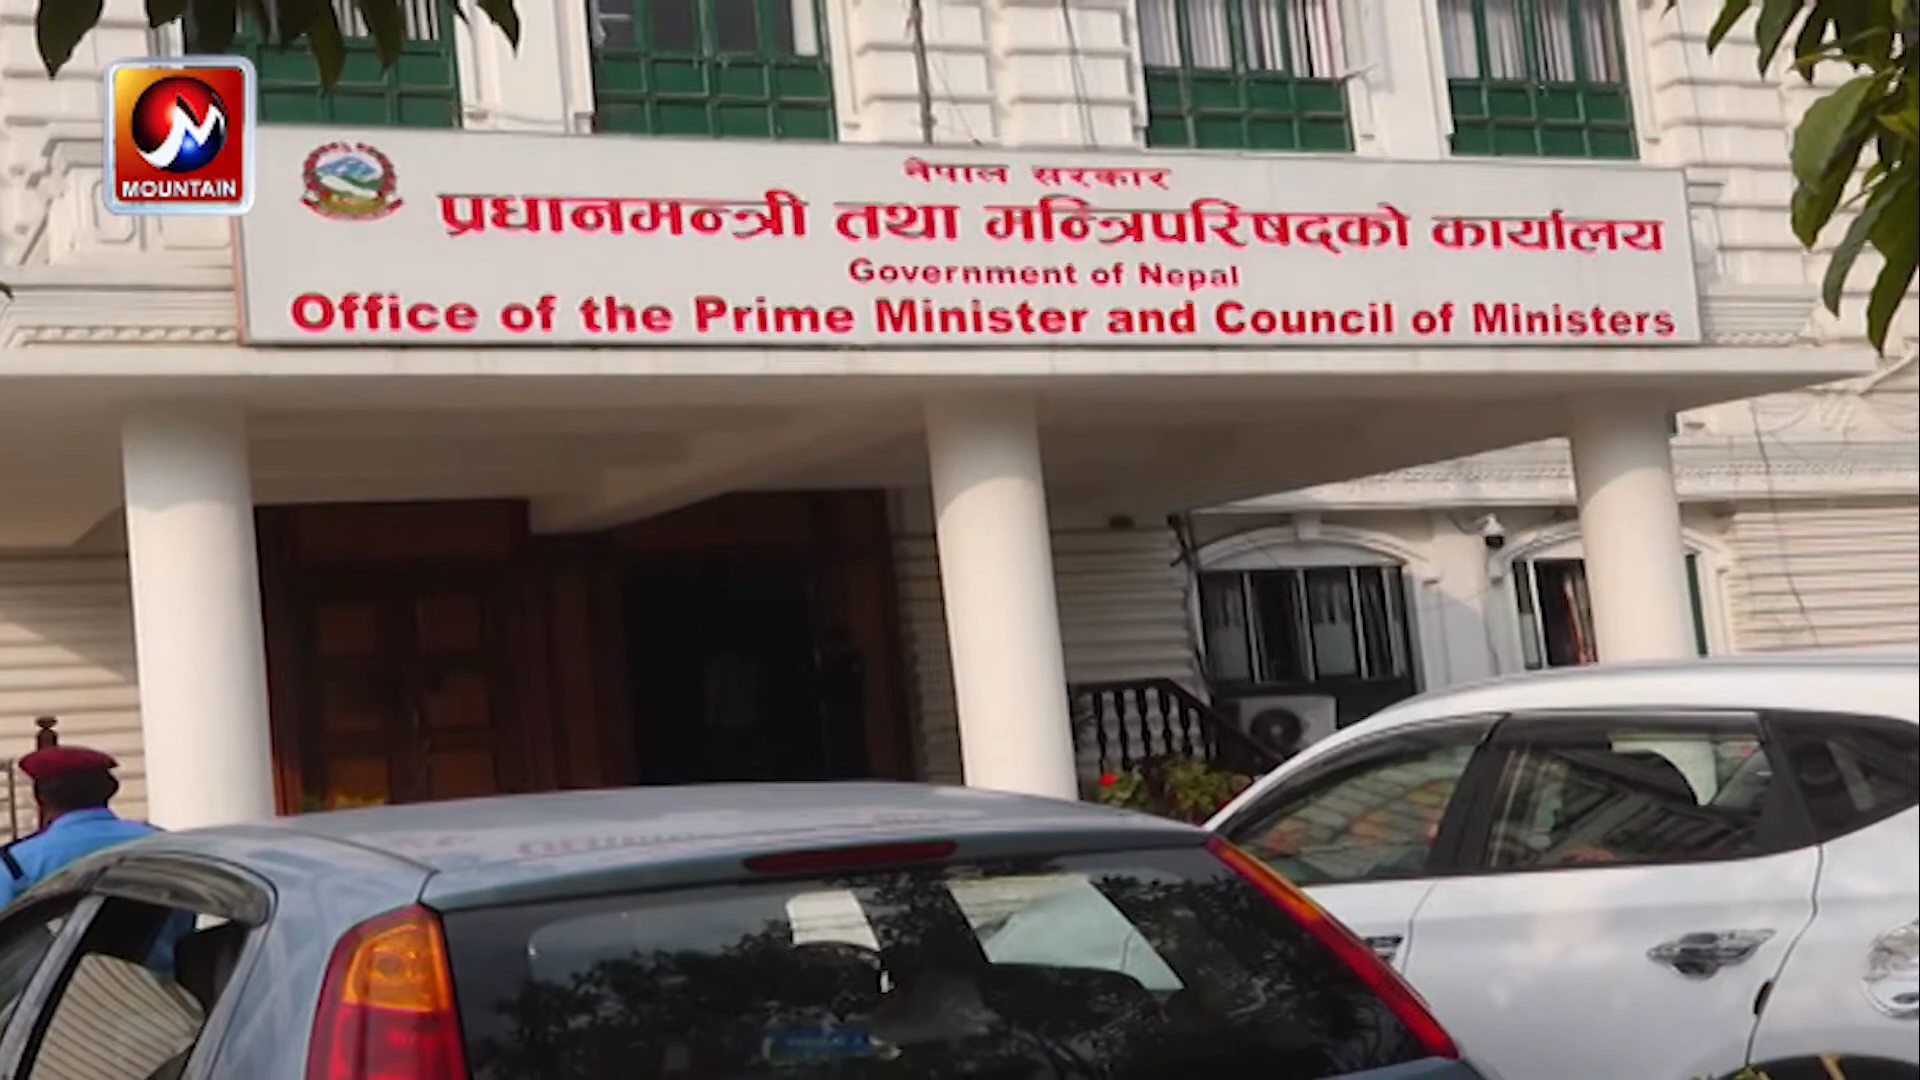 MOUNTAIN
नेपाल सरकार
प्रधानमन्त्री तथा मन्त्रिपरिषद्को कार्यालय
Government of Nepal
Office of the Prime Minister and Council of Ministers